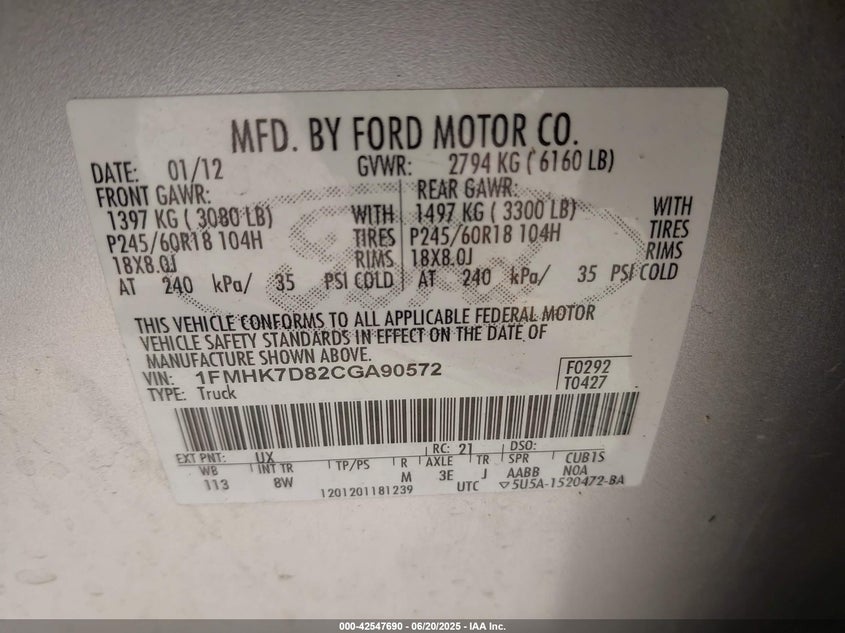 MFD. BY FORD MOTOR CO.
DATE: 01/12 GVWR: 2794 KG ( 6160 LB)
FRONT GAWR: REAR GAWR:
1397 KG ( 3080 LB) WITH 1497 KG ( 3300 LB) WITH
P245/60R18 104H TIRES P245/60R18 104H TIRES
18X8.0J RIMS 18X8.0J RIMS
AT 240 kPa/ 35 PSI COLD AT 240 kPa/ 35 PSI COLD
Ford
THIS VEHICLE CONFORMS TO ALL APPLICABLE FEDERAL MOTOR
VEHICLE SAFETY STANDARDS IN EFFECT ON THE DATE OF
MANUFACTURE SHOWN ABOVE.
VIN: 1FMHK7D82CGA90572 F0292
TYPE: Truck T0427
EXT PNT: UX RC: 21 DSO:
WB INT TR TP/PS R AXLE TR SPR CUB1S
113 8W M 3E J AABB NOA
1201201181239 UTC ▽5U5A-1520472-BA
000-42547690 - 06/20/2025 - IAA Inc.